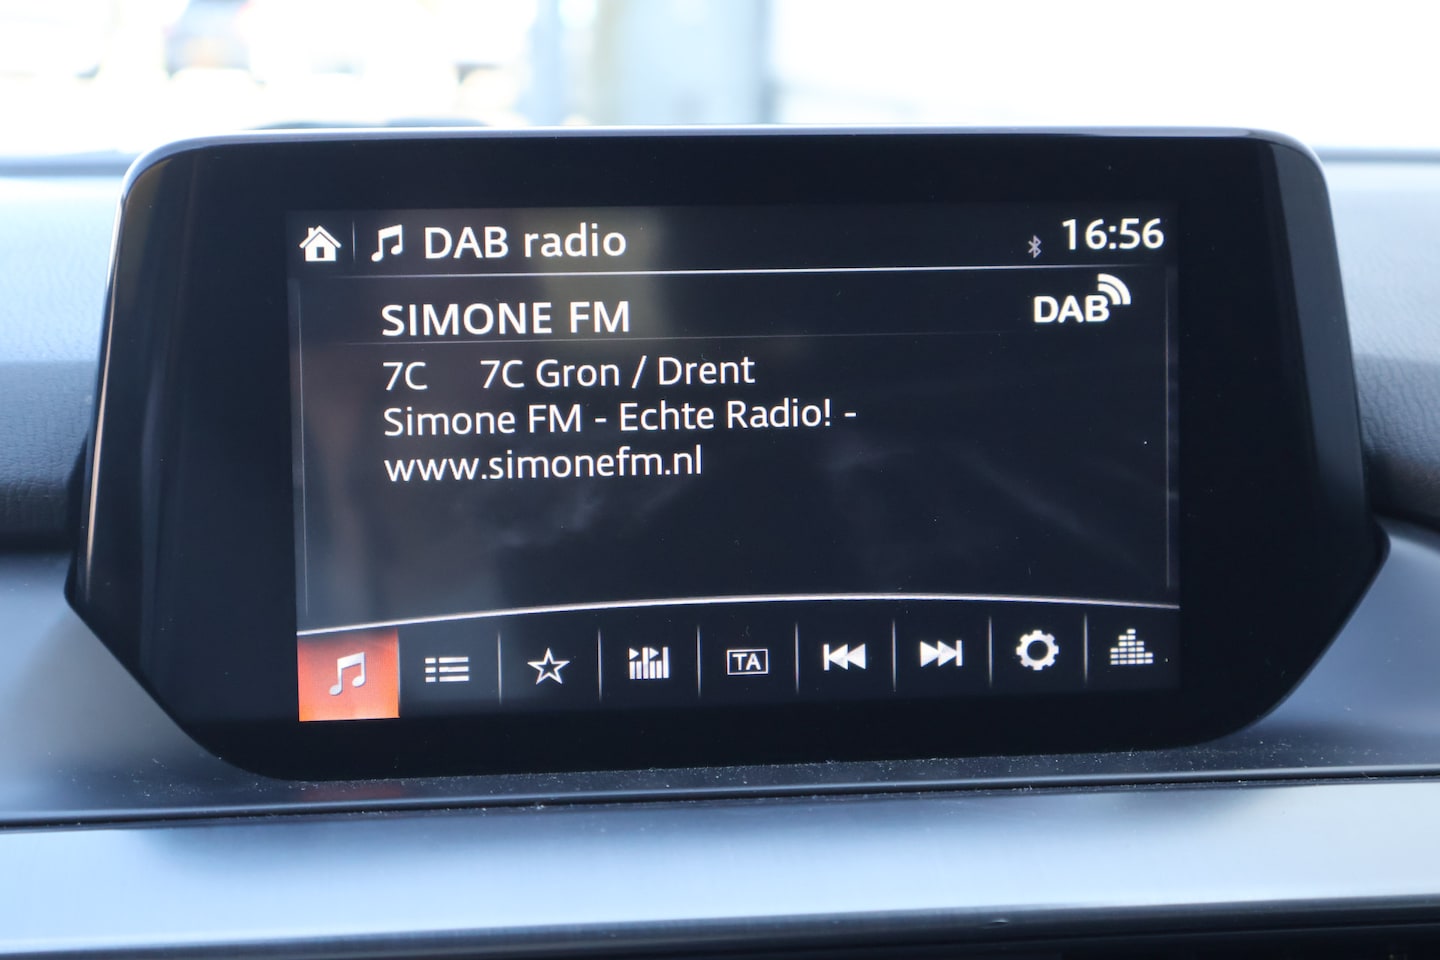 DAB radio 16:56
SIMONE FM DAB
7C 7C Gron / Drent
Simone FM - Echte Radio! -
www.simonefm.nl
TA